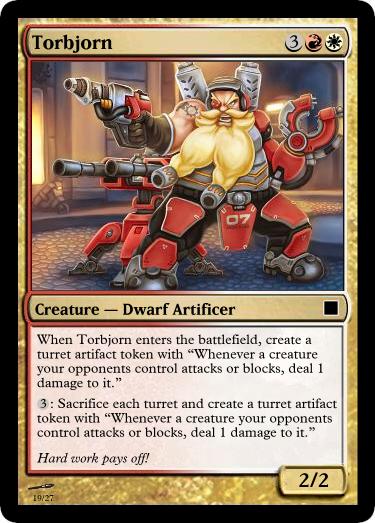 Torbjorn 3
07
Creature — Dwarf Artificer
When Torbjorn enters the battlefield, create a
turret artifact token with “Whenever a creature
your opponents control attacks or blocks, deal 1
damage to it.”
3: Sacrifice each turret and create a turret artifact
token with “Whenever a creature your opponents
control attacks or blocks, deal 1 damage to it.”
Hard work pays off!
2/2
19/27